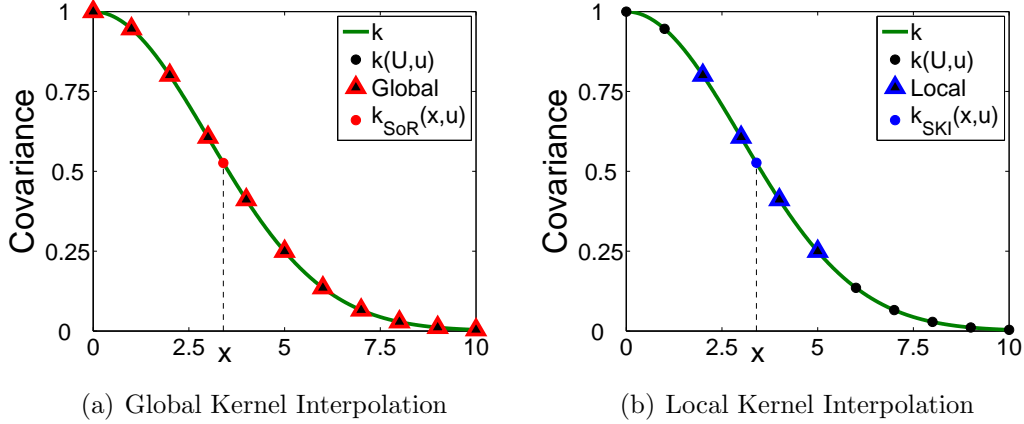 Covariance
1
0.75
0.5
0.25
0
0
2.5
x
5
7.5
10
k
k(U,u)
Global
k_SoR(x,u)
(a) Global Kernel Interpolation
Covariance
1
0.75
0.5
0.25
0
0
2.5
x
5
7.5
10
k
k(U,u)
Local
k_SKI(x,u)
(b) Local Kernel Interpolation